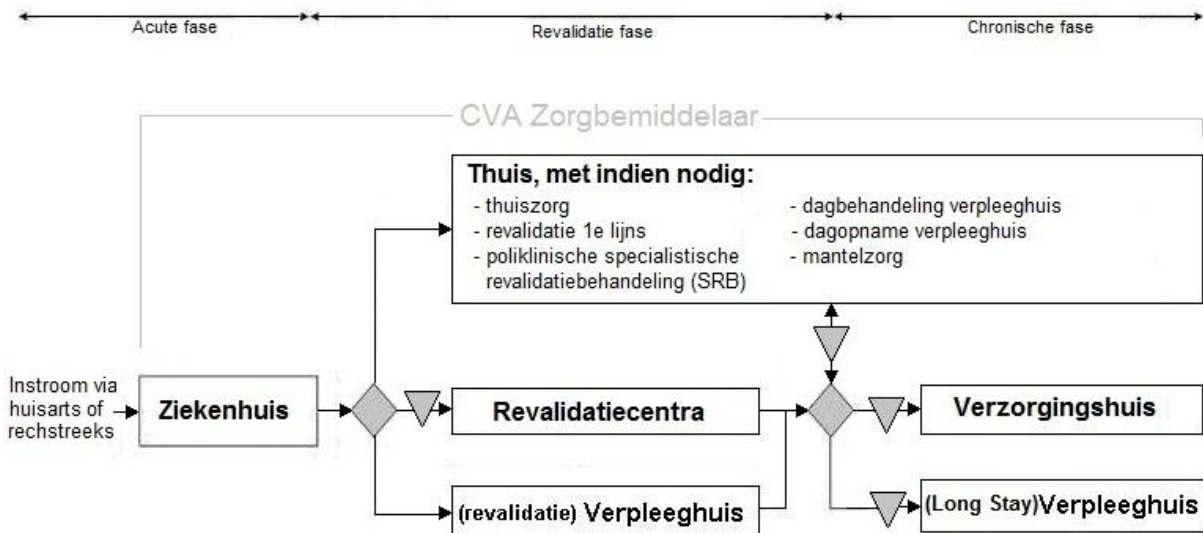 Acute fase
Revalidatie fase
Chronische fase
CVA Zorgbemiddelaar
Thuis, met indien nodig:
- thuiszorg
- revalidatie 1e lijns
- poliklinische specialistische
revalidatiebehandeling (SRB)
- dagbehandeling verpleeghuis
- dagopname verpleeghuis
- mantelzorg
Instroom via
huisarts of
rechstreeks
Ziekenhuis
Revalidatiecentra
Verzorgingshuis
(revalidatie) Verpleeghuis
(Long Stay)Verpleeghuis